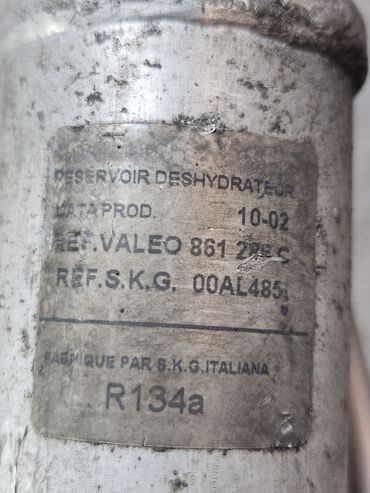 RESERVOIR DESHYDRATEUR
DATA PROD. 10-02
REF.VALEO 861 C
REF.S.K.G. 00AL485
FABRIQUE PAR S.K.G.ITALIANA
R134a